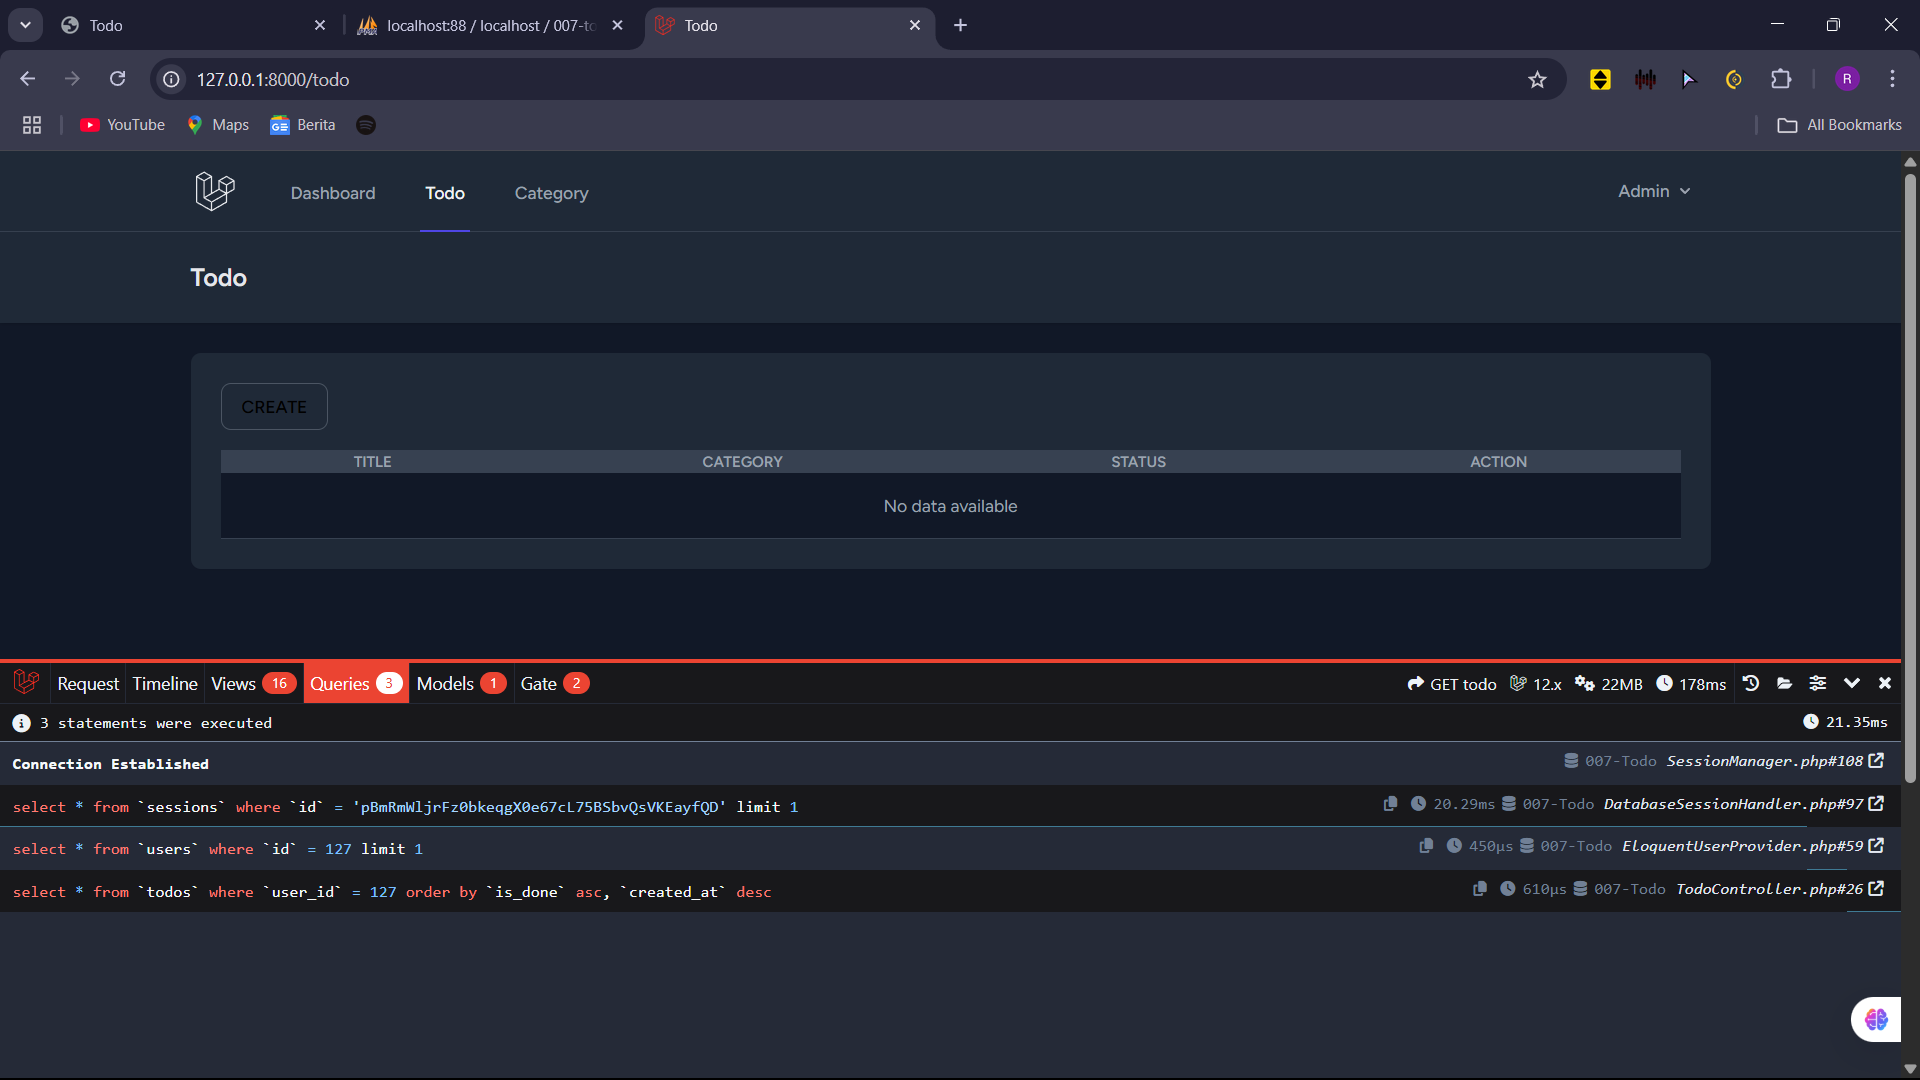 Todo
localhost:88 / localhost / 007-to
Todo
127.0.0.1:8000/todo
R
YouTube
Maps
Berita
All Bookmarks
Dashboard
Todo
Category
Admin
Todo
CREATE
TITLE CATEGORY STATUS ACTION
No data available
Request Timeline Views 16 Queries 3 Models 1 Gate 2 GET todo 12.x 22MB 178ms
3 statements were executed 21.35ms
Connection Established 007-Todo SessionManager.php#108
select * from `sessions` where `id` = 'pBmRmWljrFz0bkeqgX0e67cL75BSbvQsVKEayfQD' limit 1 20.29ms 007-Todo DatabaseSessionHandler.php#97
select * from `users` where `id` = 127 limit 1 450μs 007-Todo EloquentUserProvider.php#59
select * from `todos` where `user_id` = 127 order by `is_done` asc, `created_at` desc 610μs 007-Todo TodoController.php#26